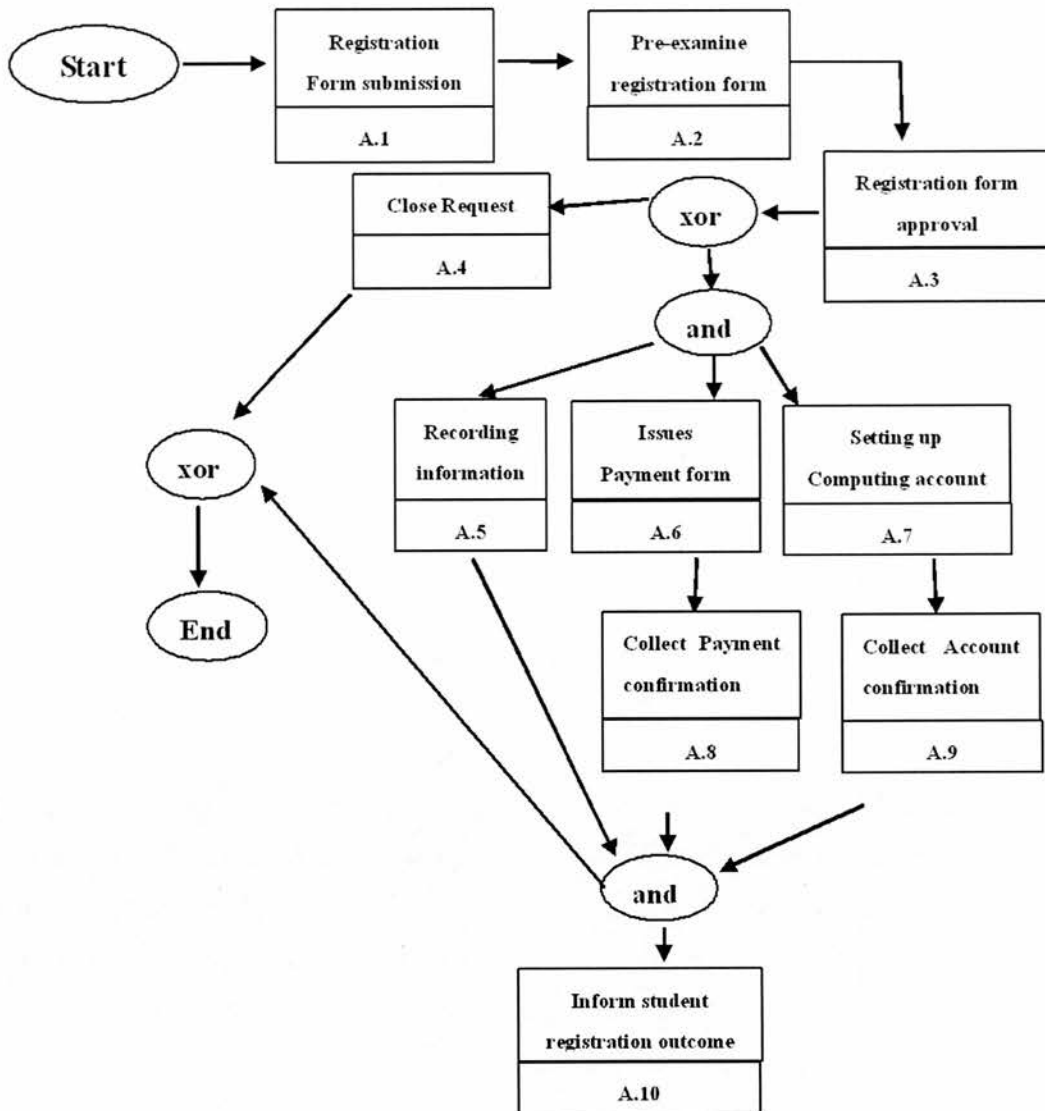 Start
Registration
Form submission
A.1
Pre-examine
registration form
A.2
Registration form
approval
A.3
xor
Close Request
A.4
and
Recording
information
A.5
Issues
Payment form
A.6
Setting up
Computing account
A.7
xor
End
Collect Payment
confirmation
A.8
Collect Account
confirmation
A.9
and
Inform student
registration outcome
A.10